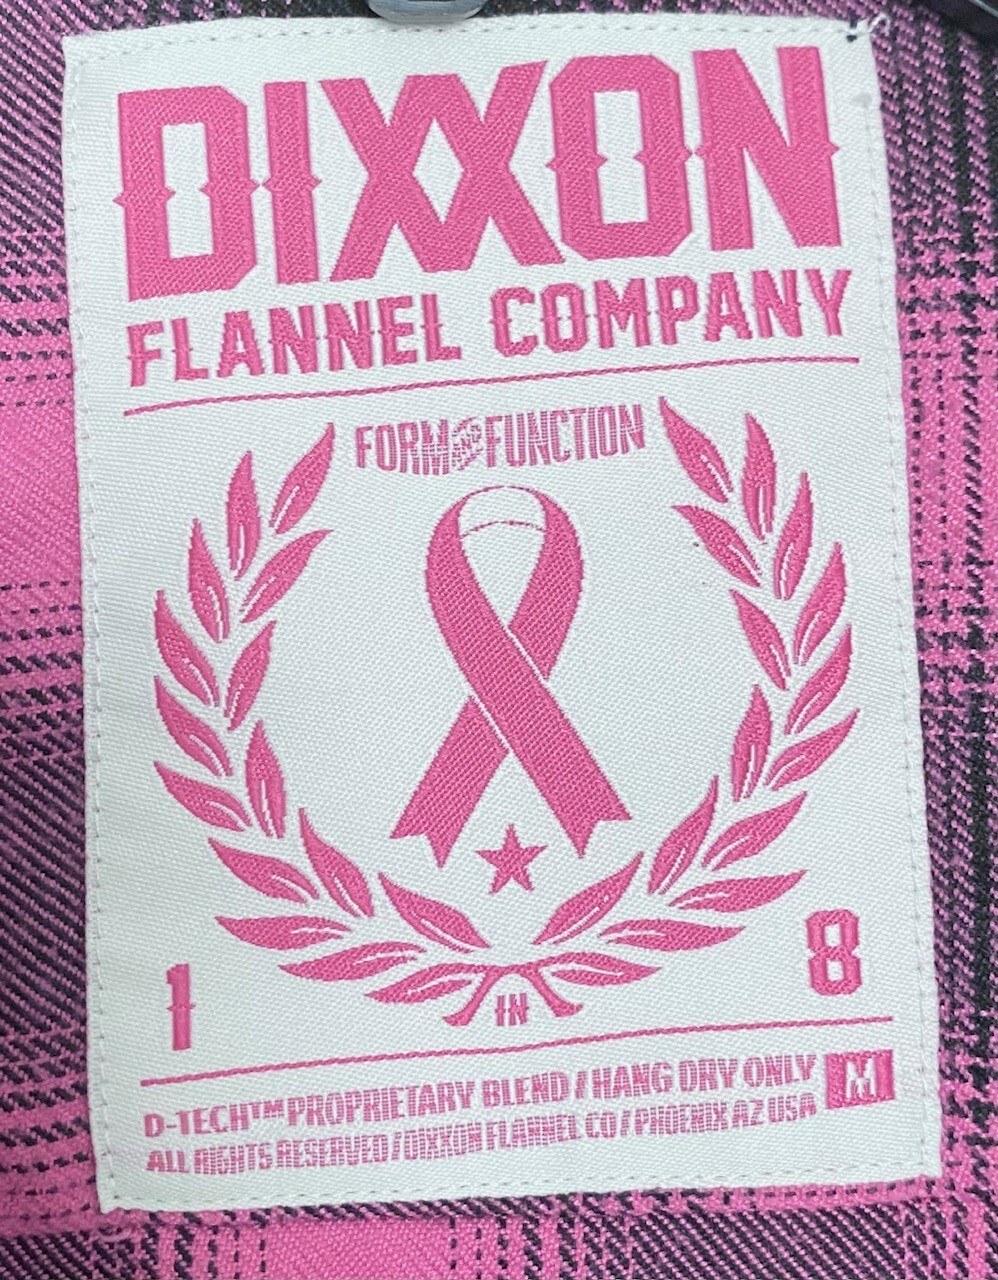 DIXXON
FLANNEL COMPANY
FORM AND FUNCTION
1 IN 8
D-TECH™ PROPRIETARY BLEND / HANG DRY ONLY M
ALL RIGHTS RESERVED / DIXXON FLANNEL CO / PHOENIX AZ USA